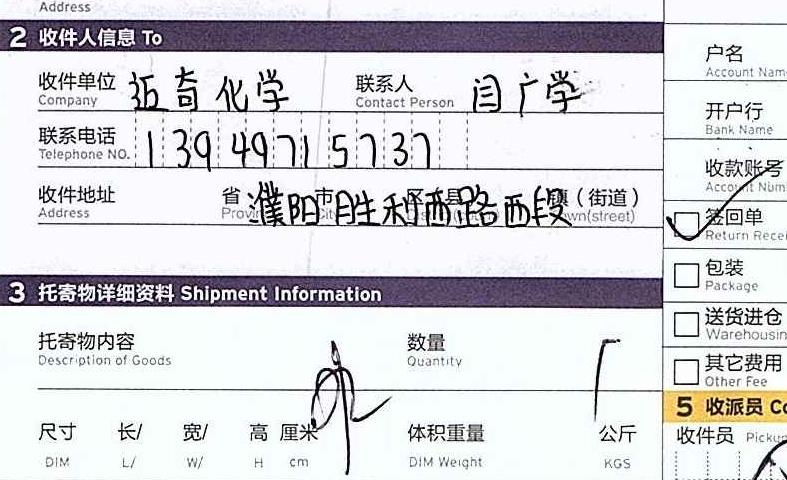 Address
2 收件人信息 To
户名
Account Nam
收件单位 迈奇化学 联系人 闫广学
Company Contact Person
开户行
Bank Name
联系电话 13949715737
Telephone NO.
收款账号
Account Num
收件地址 省 濮阳 市 胜利西路西段 区/县 镇（街道）
Address Province City town(street)
签回单
Return Recei
包装
Package
3 托寄物详细资料 Shipment Information
送货进仓
Warehousin
托寄物内容 数量
Description of Goods Quantity
其它费用
Other Fee
5 收派员 Co
尺寸 长/ 宽/ 高 厘米 体积重量 公斤
DIM L/ W/ H cm DIM Weight KGS
收件员 Pickup